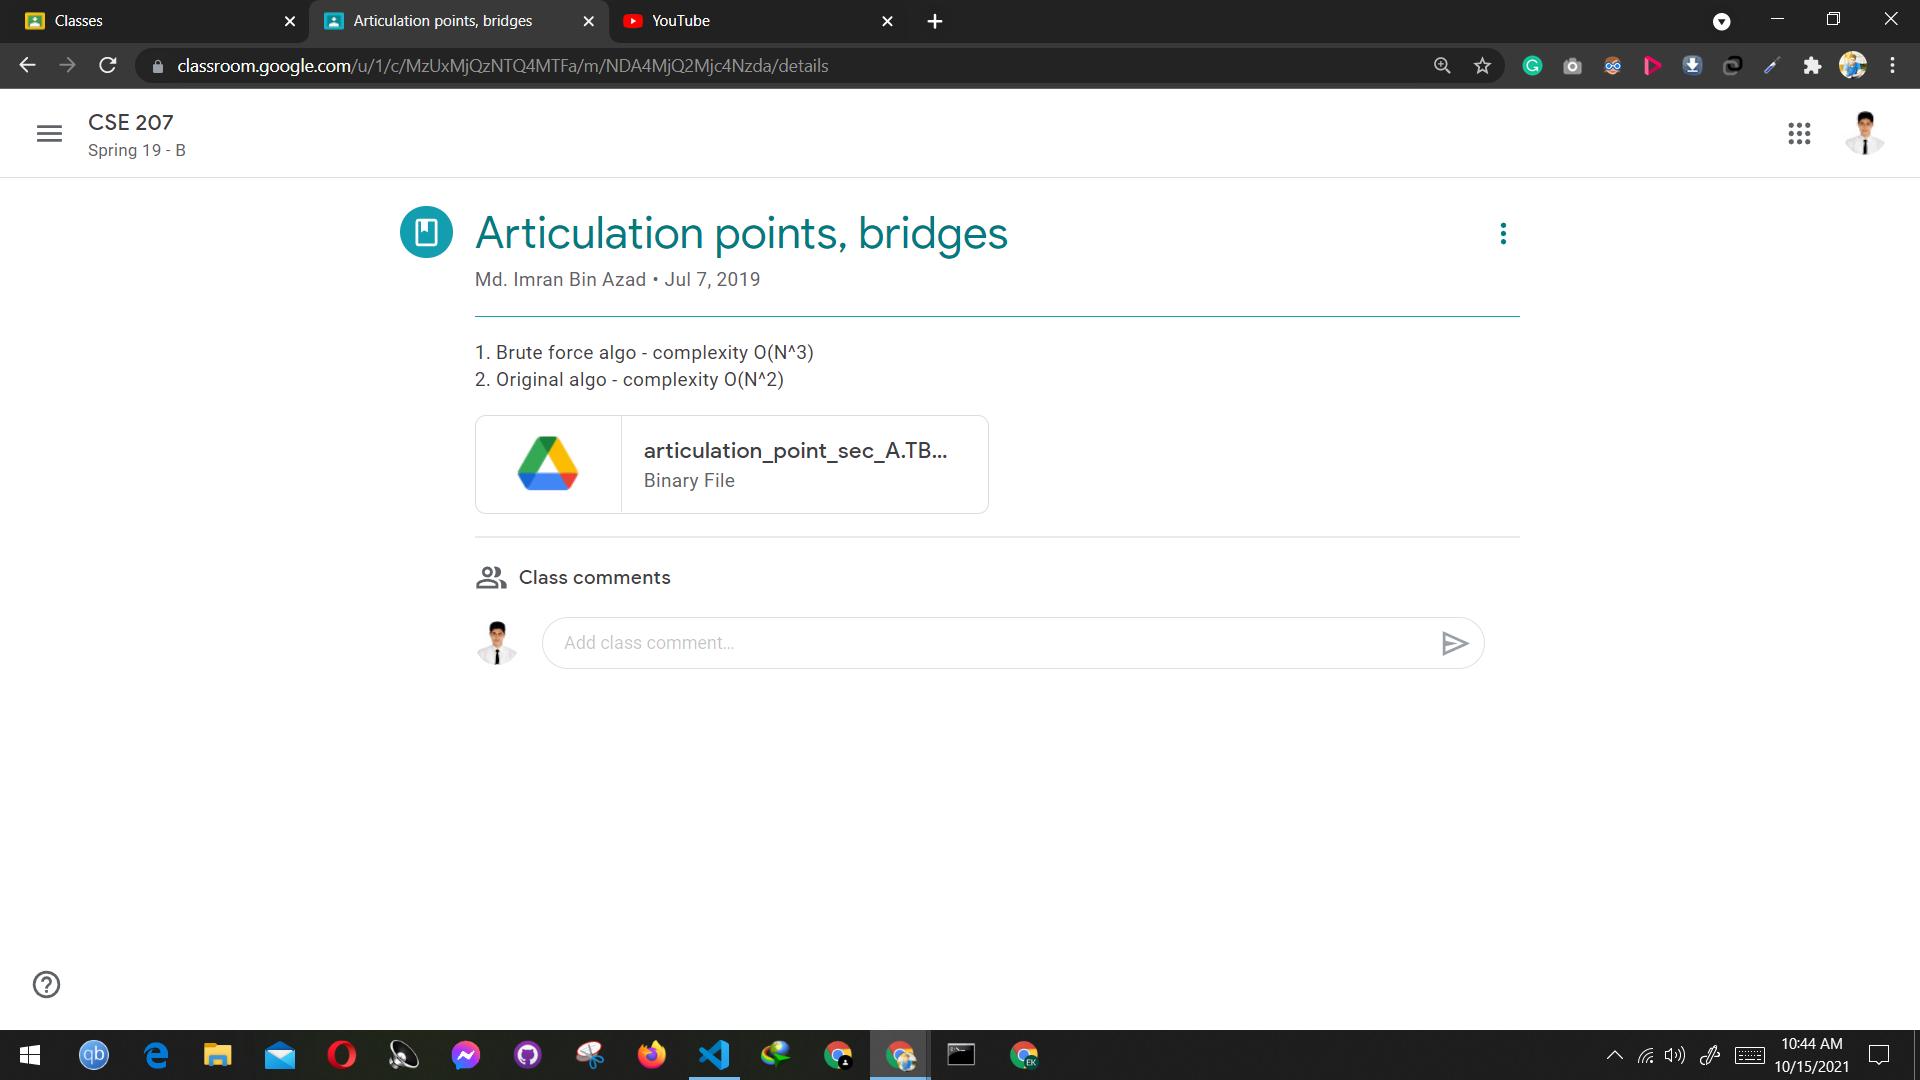 Classes
Articulation points, bridges
YouTube
classroom.google.com/u/1/c/MzUxMjQzNTQ4MTFa/m/NDA4MjQ2Mjc4Nzda/details
CSE 207
Spring 19 - B
Articulation points, bridges
Md. Imran Bin Azad • Jul 7, 2019
1. Brute force algo - complexity O(N^3)
2. Original algo - complexity O(N^2)
articulation_point_sec_A.TB...
Binary File
Class comments
Add class comment...
qb
EK
10:44 AM
10/15/2021